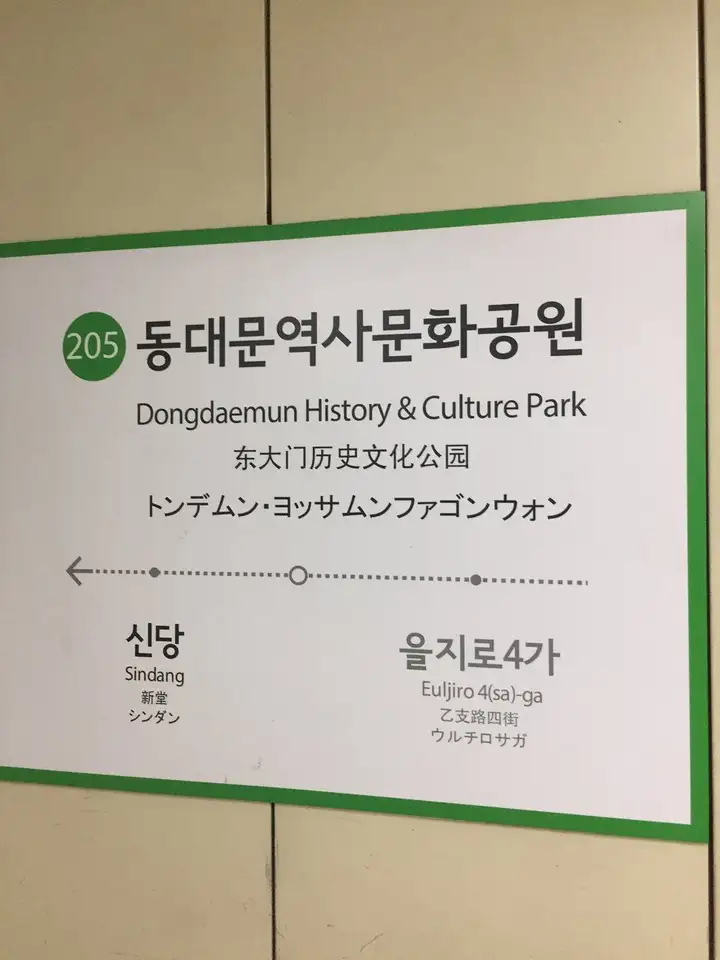 205 동대문역사문화공원
Dongdaemun History & Culture Park
东大门历史文化公园
トンデムン・ヨッサムンファゴンウォン
신당
Sindang
新堂
シンダン
을지로4가
Euljiro 4(sa)-ga
乙支路四街
ウルチロサガ